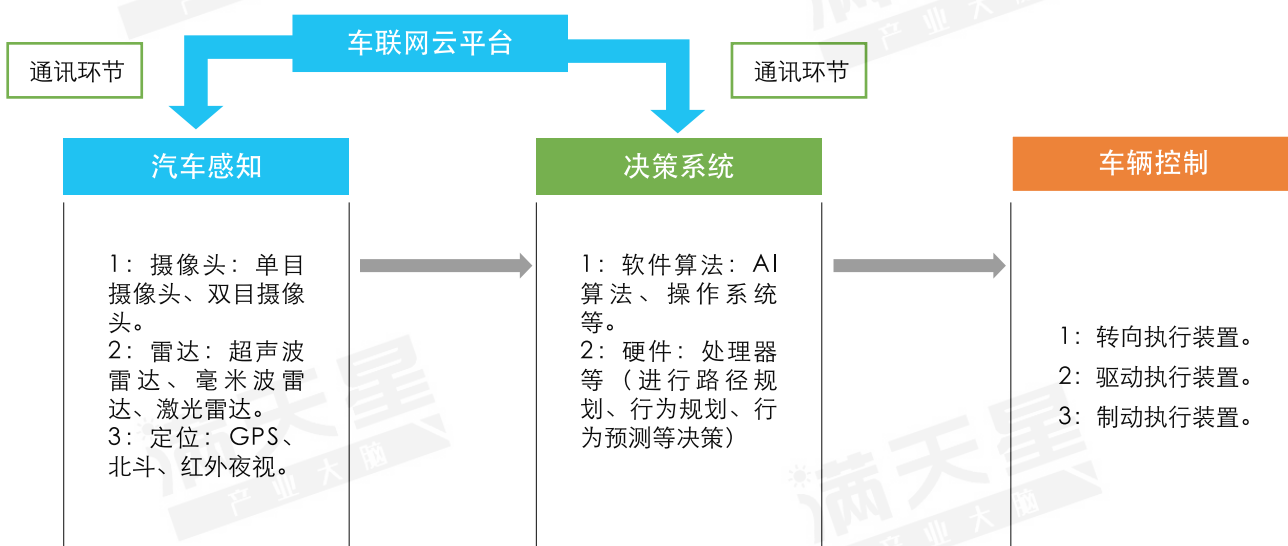 车联网云平台
通讯环节
通讯环节
汽车感知
1：摄像头：单目
摄像头、双目摄像
头。
2：雷达：超声波
雷达、毫米波雷
达、激光雷达。
3：定位：GPS、
北斗、红外夜视。
决策系统
1：软件算法：AI
算法、操作系统
等。
2：硬件：处理器
等（进行路径规
划、行为规划、行
为预测等决策）
车辆控制
1：转向执行装置。
2：驱动执行装置。
3：制动执行装置。
满天星
产业大脑
满天星
产业大脑
产业大脑